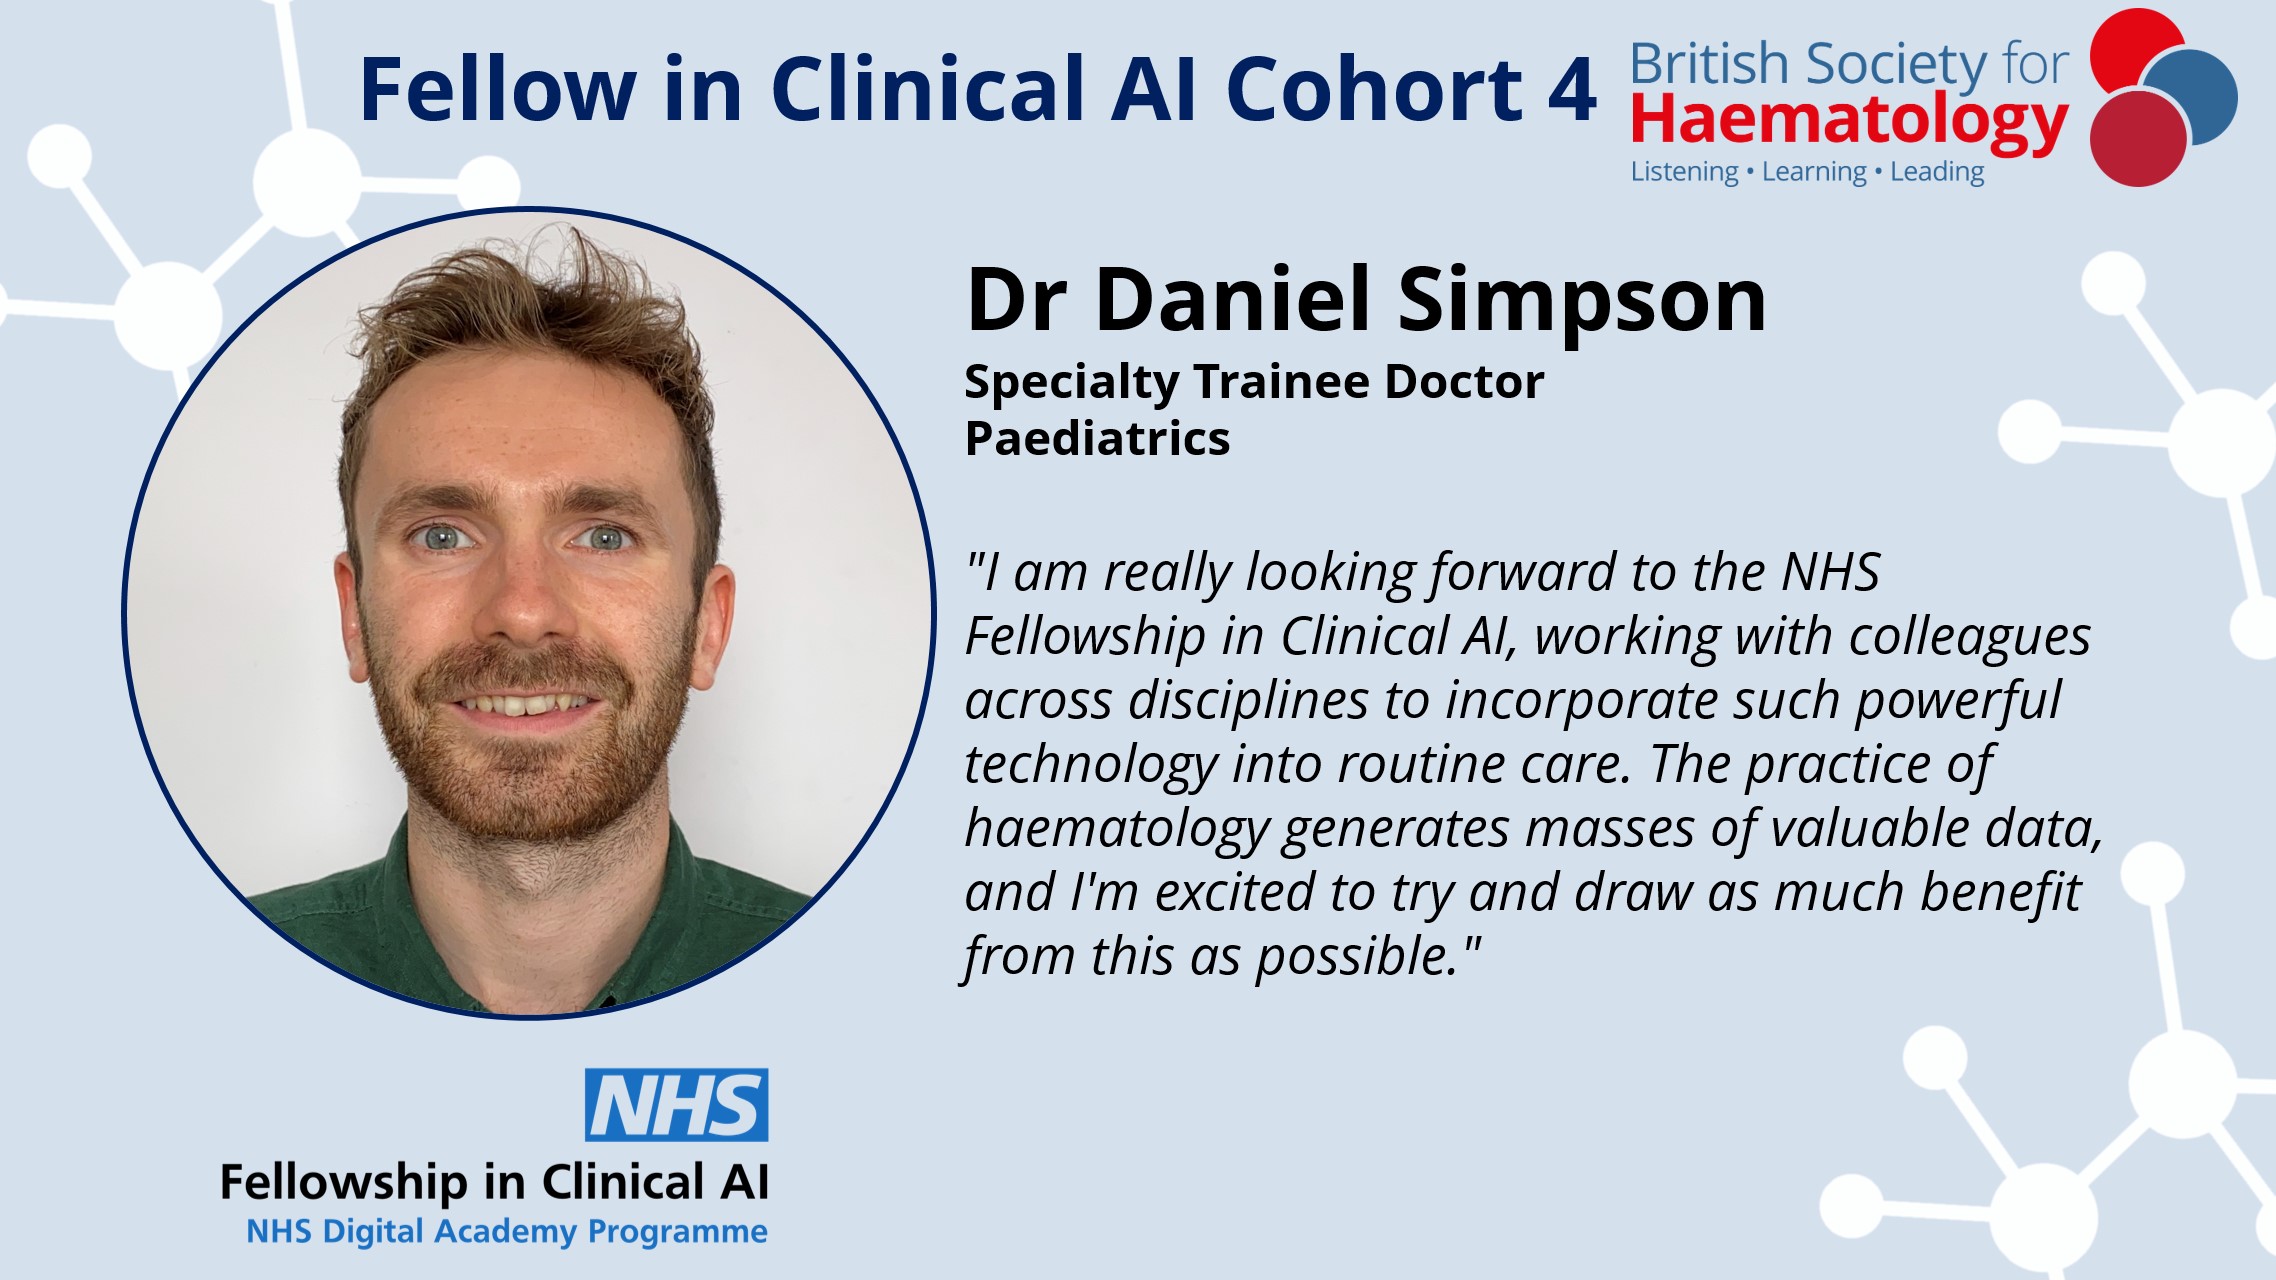 Fellow in Clinical AI Cohort 4
British Society for
Haematology
Listening • Learning • Leading
Dr Daniel Simpson
Specialty Trainee Doctor
Paediatrics
"I am really looking forward to the NHS
Fellowship in Clinical AI, working with colleagues
across disciplines to incorporate such powerful
technology into routine care. The practice of
haematology generates masses of valuable data,
and I'm excited to try and draw as much benefit
from this as possible."
NHS
Fellowship in Clinical AI
NHS Digital Academy Programme